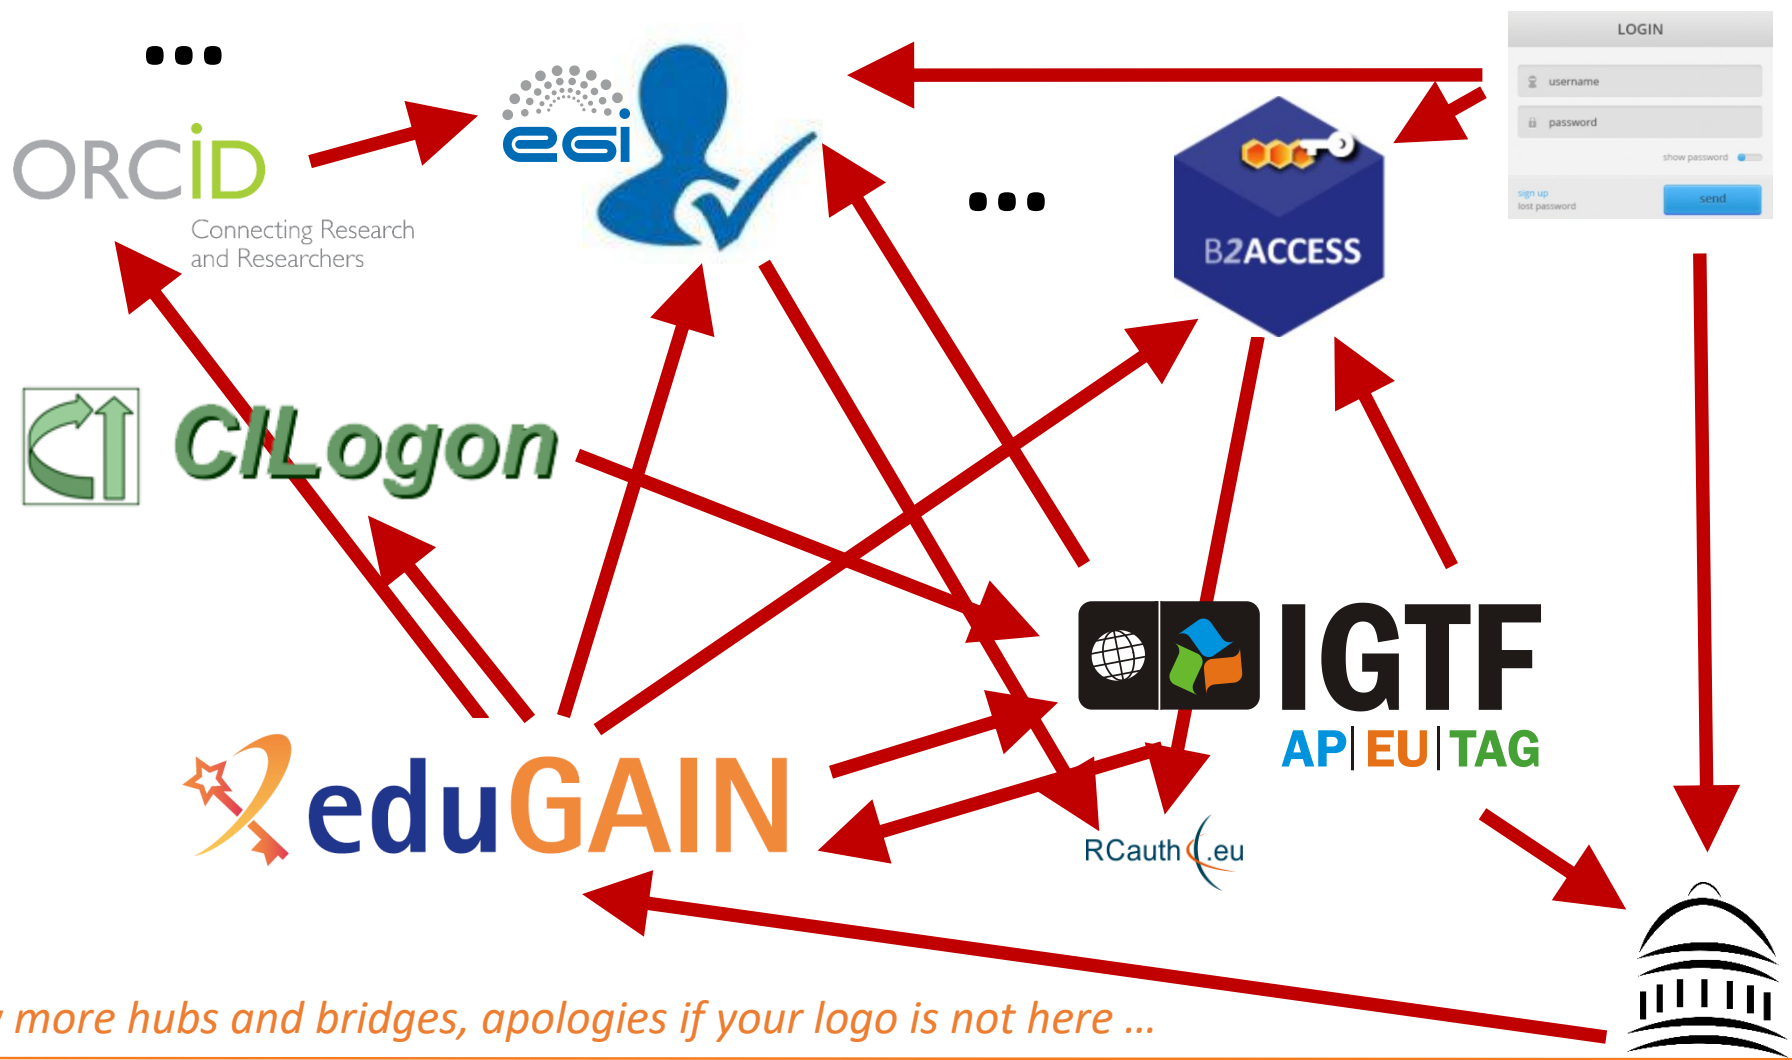 ...
ORCiD
Connecting Research
and Researchers
eGi
...
B2ACCESS
LOGIN
username
password
show password
sign up
lost password
send
CILogon
IGTF
AP|EU|TAG
eduGAIN
RCauth.eu
more hubs and bridges, apologies if your logo is not here ...